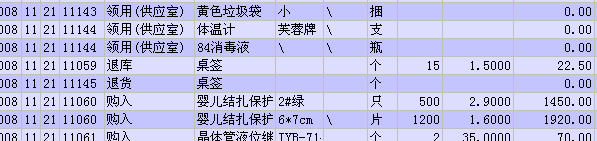 008 11 21 11143 领用(供应室) 黄色垃圾袋 小 \ 捆 0.00
008 11 21 11144 领用(供应室) 体温计 芙蓉牌 \ 支 0.00
008 11 21 11144 领用(供应室) 84消毒液 \ \ 瓶 0.00
008 11 21 11059 退库 桌签 个 15 1.5000 22.50
008 11 21 11145 退货 桌签 个 0.00
008 11 21 11060 购入 婴儿结扎保护 2#绿 只 500 2.9000 1450.00
008 11 21 11060 购入 婴儿结扎保护 6*7cm \ 片 1200 1.6000 1920.00
008 11 21 11061 购入 晶体管液位继 JYB-71 个 2 35.0000 70.00